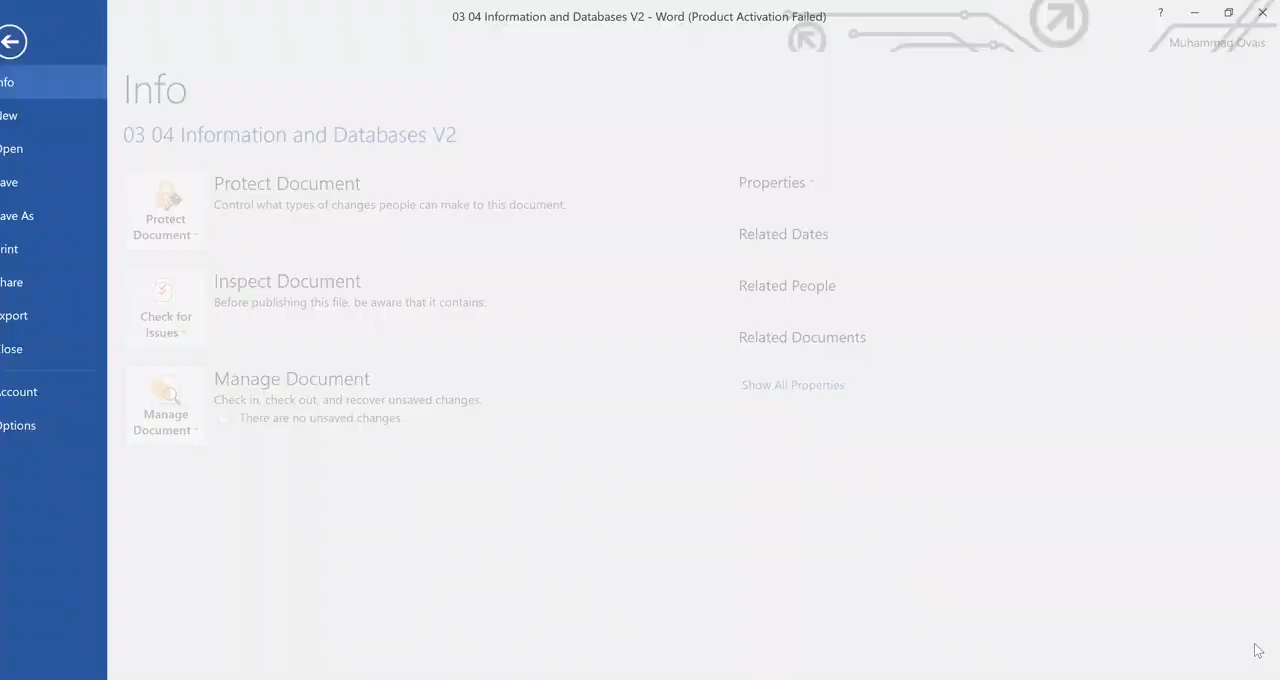 03 04 Information and Databases V2 - Word (Product Activation Failed)
?
Muhammad Ovais
nfo
Info
New
03 04 Information and Databases V2
Open
ave
Protect Document
Control what types of changes people can make to this document.
Protect
Document
Properties
ave As
Related Dates
rint
hare
Inspect Document
Before publishing this file, be aware that it contains:
Check for
Issues
Related People
xport
Related Documents
lose
Manage Document
Check in, check out, and recover unsaved changes.
There are no unsaved changes.
Manage
Document
Show All Properties
ccount
Options